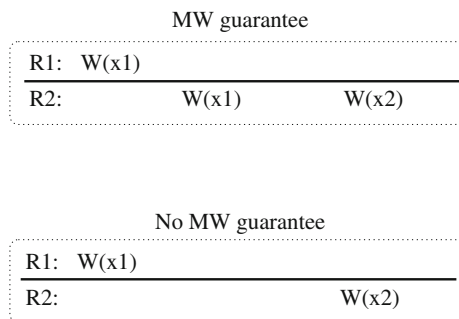 MW guarantee
R1: W(x1)
R2: W(x1) W(x2)
No MW guarantee
R1: W(x1)
R2: W(x2)